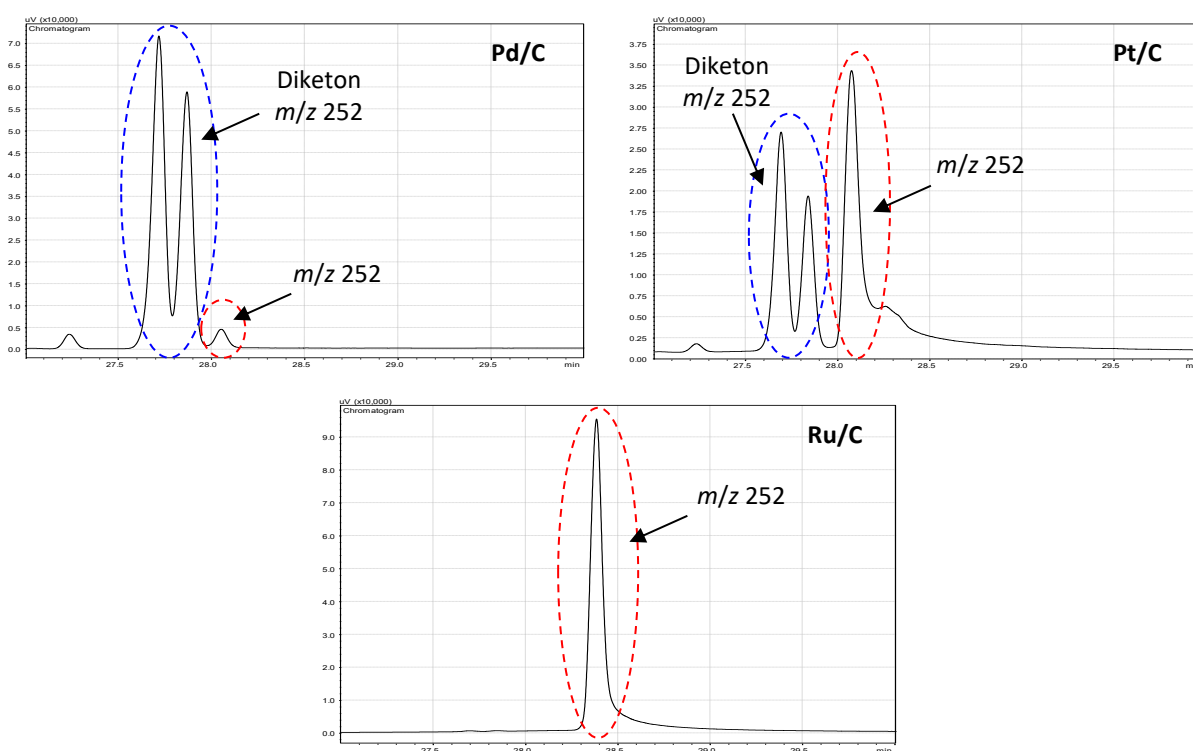 uV (x10,000)
Chromatogram
Pd/C
Diketon
m/z 252
m/z 252
7.0
6.5
6.0
5.5
5.0
4.5
4.0
3.5
3.0
2.5
2.0
1.5
1.0
0.5
0.0
27.5 28.0 28.5 29.0 29.5 min
uV (x10,000)
Chromatogram
Pt/C
Diketon
m/z 252
m/z 252
3.75
3.50
3.25
3.00
2.75
2.50
2.25
2.00
1.75
1.50
1.25
1.00
0.75
0.50
0.25
0.00
27.5 28.0 28.5 29.0 29.5
uV (x10,000)
Chromatogram
Ru/C
m/z 252
9.0
8.0
7.0
6.0
5.0
4.0
3.0
2.0
1.0
0.0
27.5 28.0 28.5 29.0 29.5 min